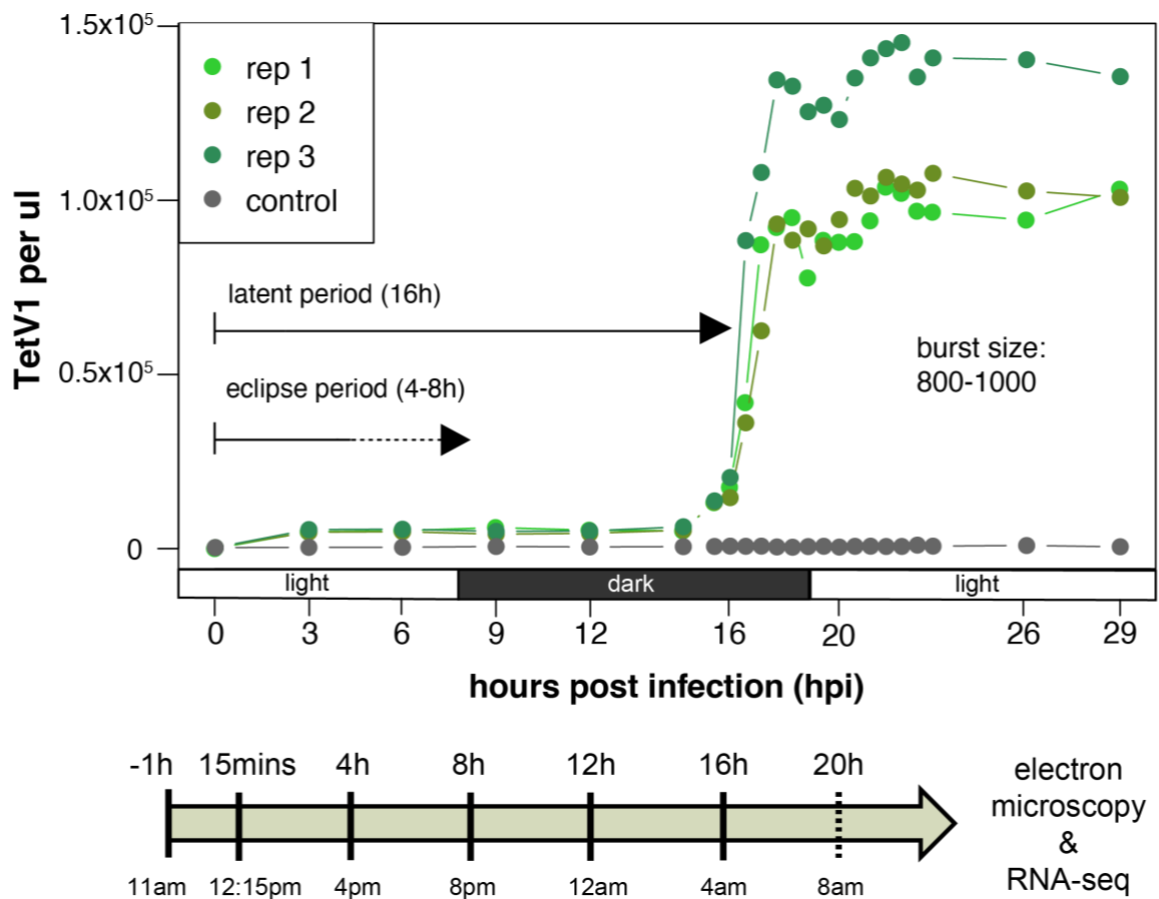 TetV1 per ul
1.5x10⁵
1.0x10⁵
0.5x10⁵
0
rep 1
rep 2
rep 3
control
latent period (16h)
eclipse period (4-8h)
burst size:
800-1000
light dark light
0 3 6 9 12 16 20 26 29
hours post infection (hpi)
-1h 15mins 4h 8h 12h 16h 20h
11am 12:15pm 4pm 8pm 12am 4am 8am
electron
microscopy
&
RNA-seq